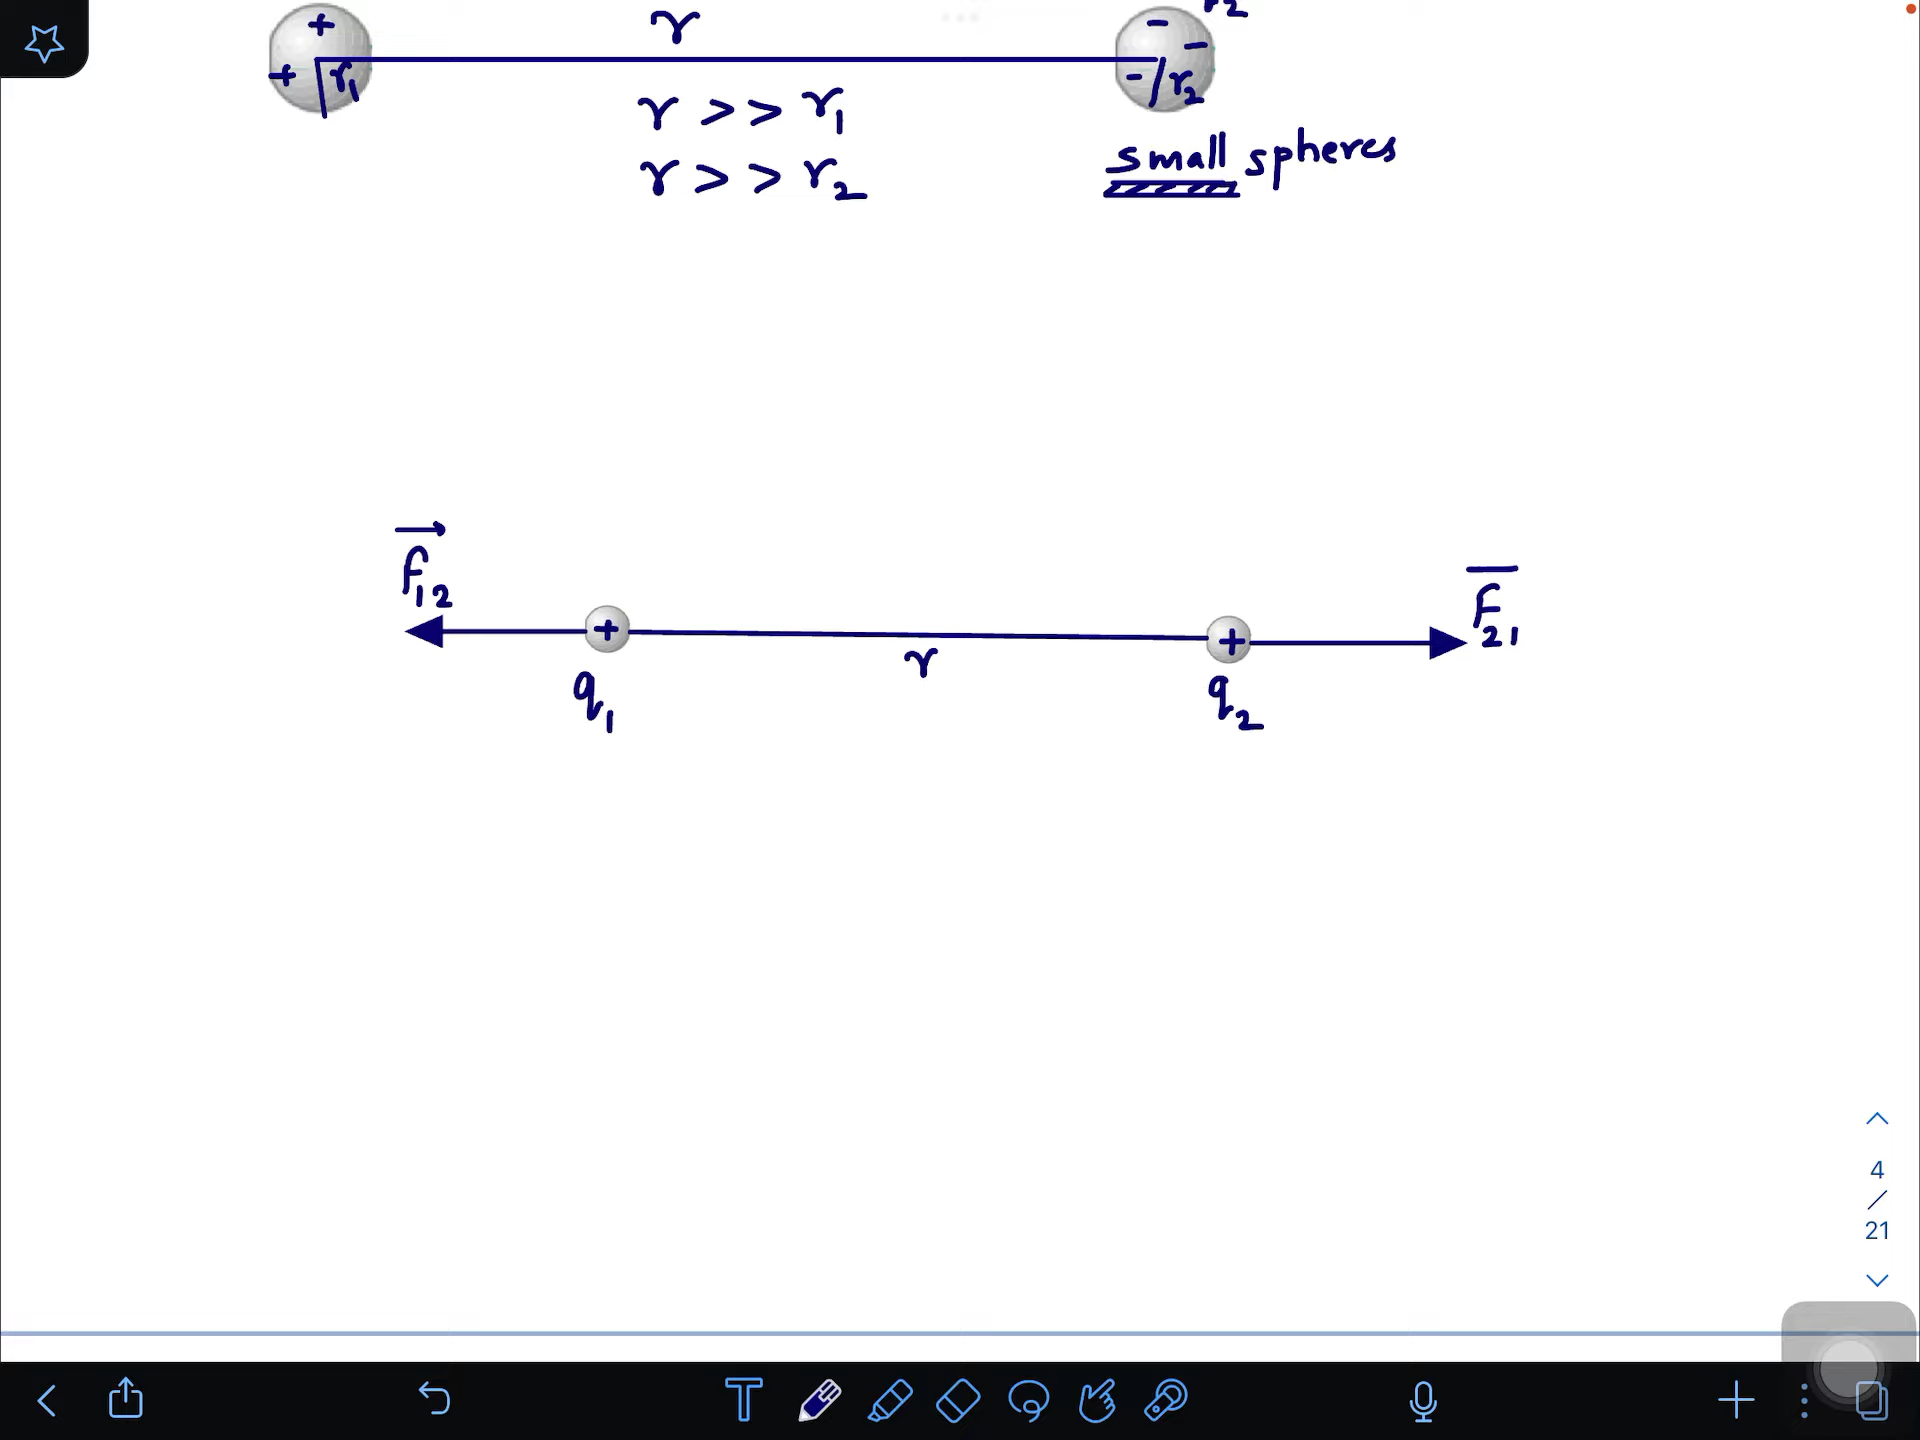 r
+ + r₁ - - - r₂
r >> r₁
r >> r₂
small spheres
F₁₂
F₂₁
+ +
r
q₁ q₂
4
/
21
T